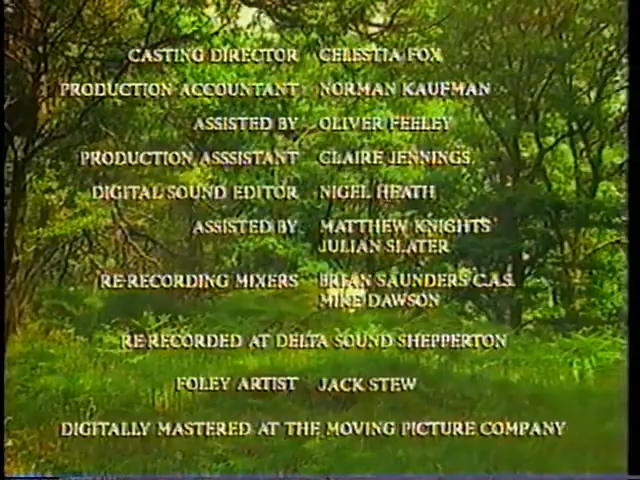 CASTING DIRECTOR CELESTIA FOX
PRODUCTION ACCOUNTANT NORMAN KAUFMAN
ASSISTED BY OLIVER FEELEY
PRODUCTION ASSSISTANT CLAIRE JENNINGS
DIGITAL SOUND EDITOR NIGEL HEATH
ASSISTED BY MATTHEW KNIGHTS
JULIAN SLATER
RE-RECORDING MIXERS BRIAN SAUNDERS C.A.S.
MIKE DAWSON
RE-RECORDED AT DELTA SOUND SHEPPERTON
FOLEY ARTIST JACK STEW
DIGITALLY MASTERED AT THE MOVING PICTURE COMPANY